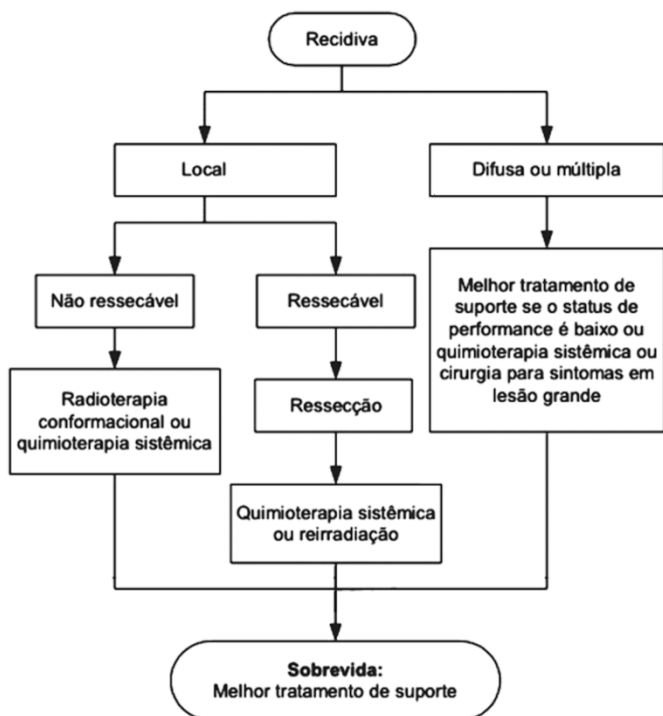 Recidiva
Local
Difusa ou múltipla
Não ressecável
Ressecável
Melhor tratamento de
suporte se o status de
performance é baixo ou
quimioterapia sistêmica ou
cirurgia para sintomas em
lesão grande
Radioterapia
conformacional ou
quimioterapia sistêmica
Ressecção
Quimioterapia sistêmica
ou reirradiação
Sobrevida:
Melhor tratamento de suporte